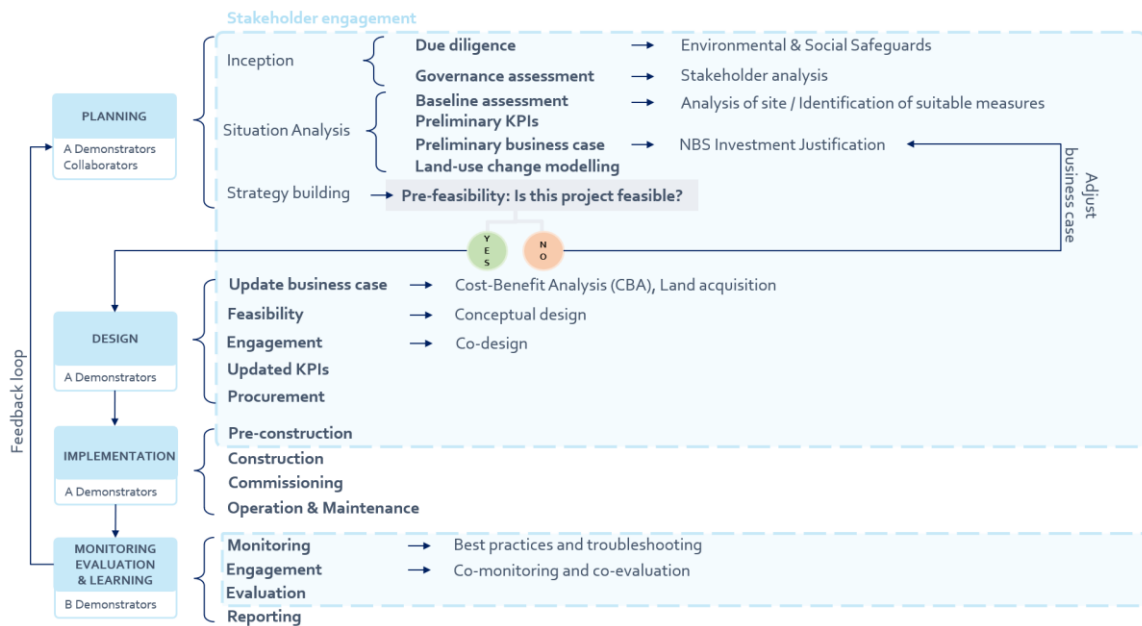 Stakeholder engagement
PLANNING
A Demonstrators
Collaborators
Inception
Due diligence
Environmental & Social Safeguards
Governance assessment
Stakeholder analysis
Situation Analysis
Baseline assessment
Analysis of site / Identification of suitable measures
Preliminary KPIs
Preliminary business case
NBS Investment Justification
Land-use change modelling
Strategy building
Pre-feasibility: Is this project feasible?
YES
NO
Adjust
business case
DESIGN
A Demonstrators
Update business case
Cost-Benefit Analysis (CBA), Land acquisition
Feasibility
Conceptual design
Engagement
Co-design
Updated KPIs
Procurement
Feedback loop
IMPLEMENTATION
A Demonstrators
Pre-construction
Construction
Commissioning
Operation & Maintenance
MONITORING
EVALUATION
& LEARNING
B Demonstrators
Monitoring
Best practices and troubleshooting
Engagement
Co-monitoring and co-evaluation
Evaluation
Reporting